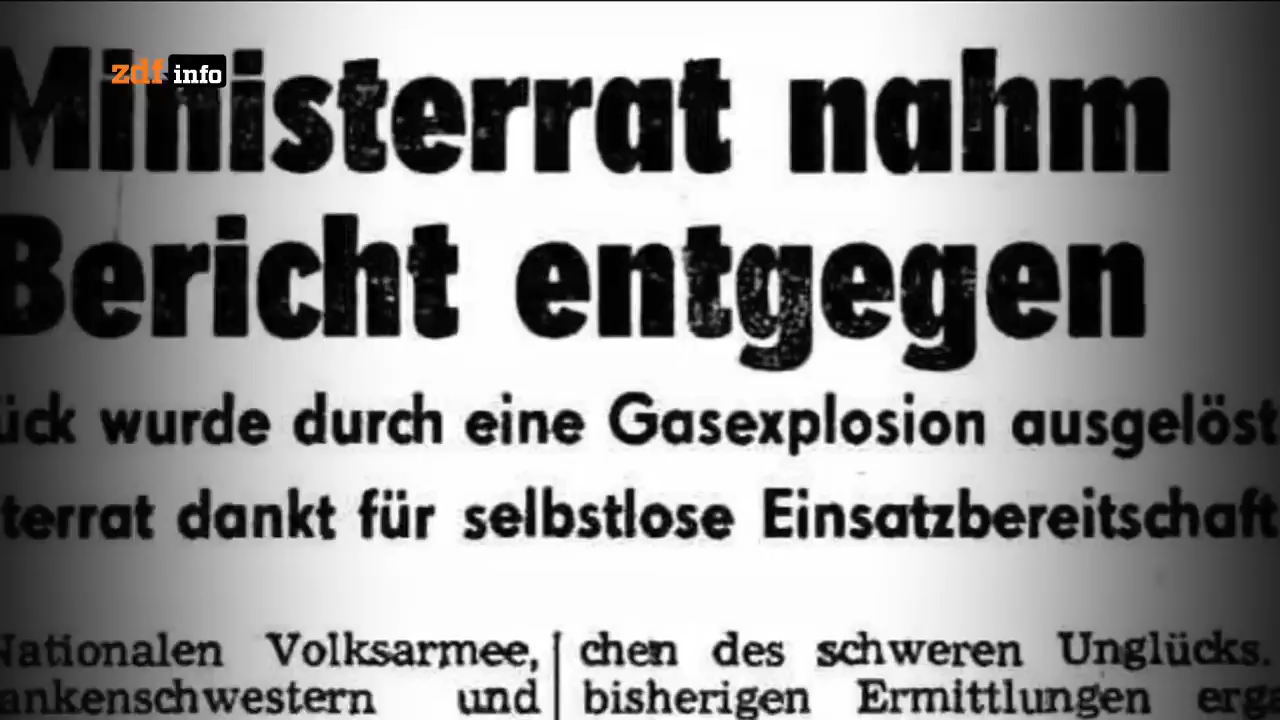 zdf info
Ministerrat nahm
Bericht entgegen
ück wurde durch eine Gasexplosion ausgelöst
terrat dankt für selbstlose Einsatzbereitschaft
Nationalen Volksarmee,
ankenschwestern und
chen des schweren Unglücks.
bisherigen Ermittlungen erga